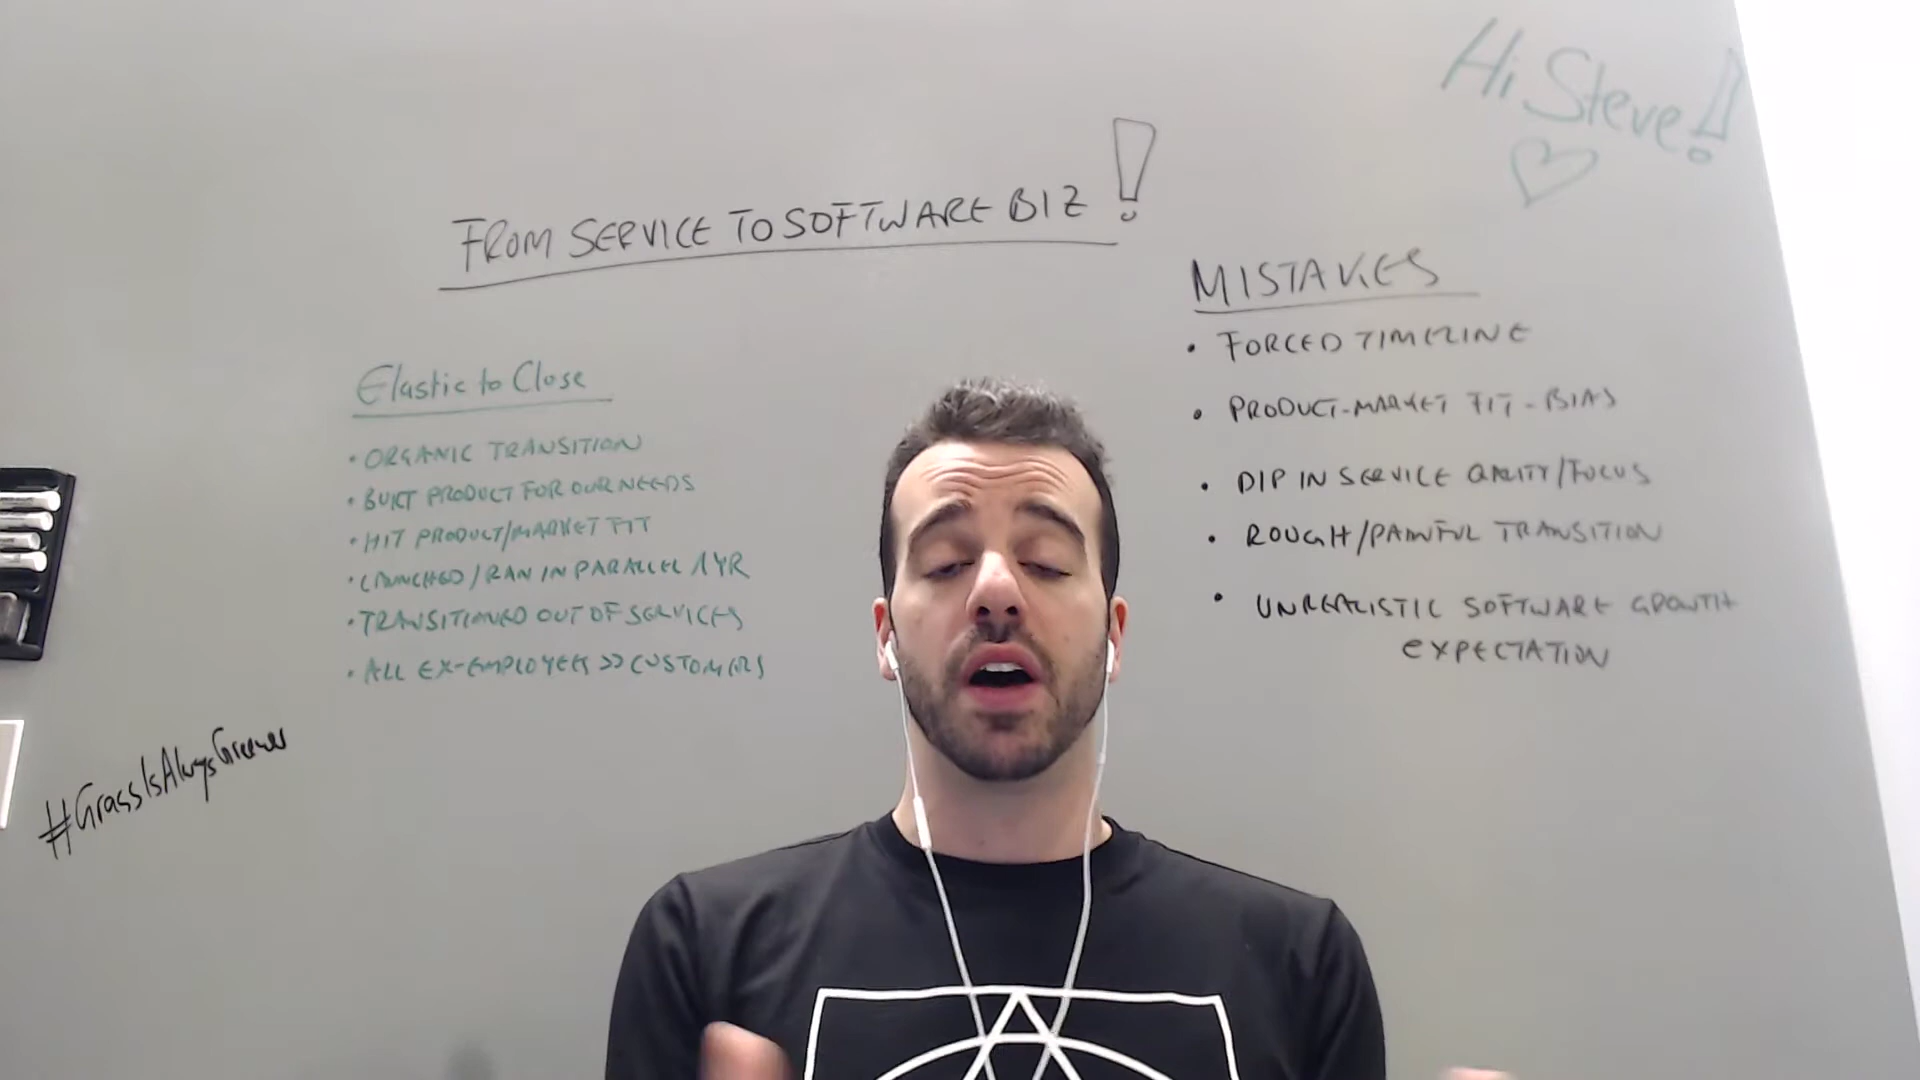 Hi Steve!
FROM SERVICE TO SOFTWARE BIZ!
Elastic to Close
• ORGANIC TRANSITION
• BUILT PRODUCT FOR OUR NEEDS
• HIT PRODUCT/MARKET FIT
• LAUNCHED/RAN IN PARALLEL 1YR
• TRANSITIONED OUT OF SERVICES
• ALL EX-EMPLOYEES >> CUSTOMERS
#GrassIsAlwaysGreener
MISTAKES
• FORCED TIMELINE
• PRODUCT-MARKET FIT-BIAS
• DIP IN SERVICE QALITY/FOCUS
• ROUGH/PAINFUL TRANSITION
• UNREALISTIC SOFTWARE GROWTH
EXPECTATION